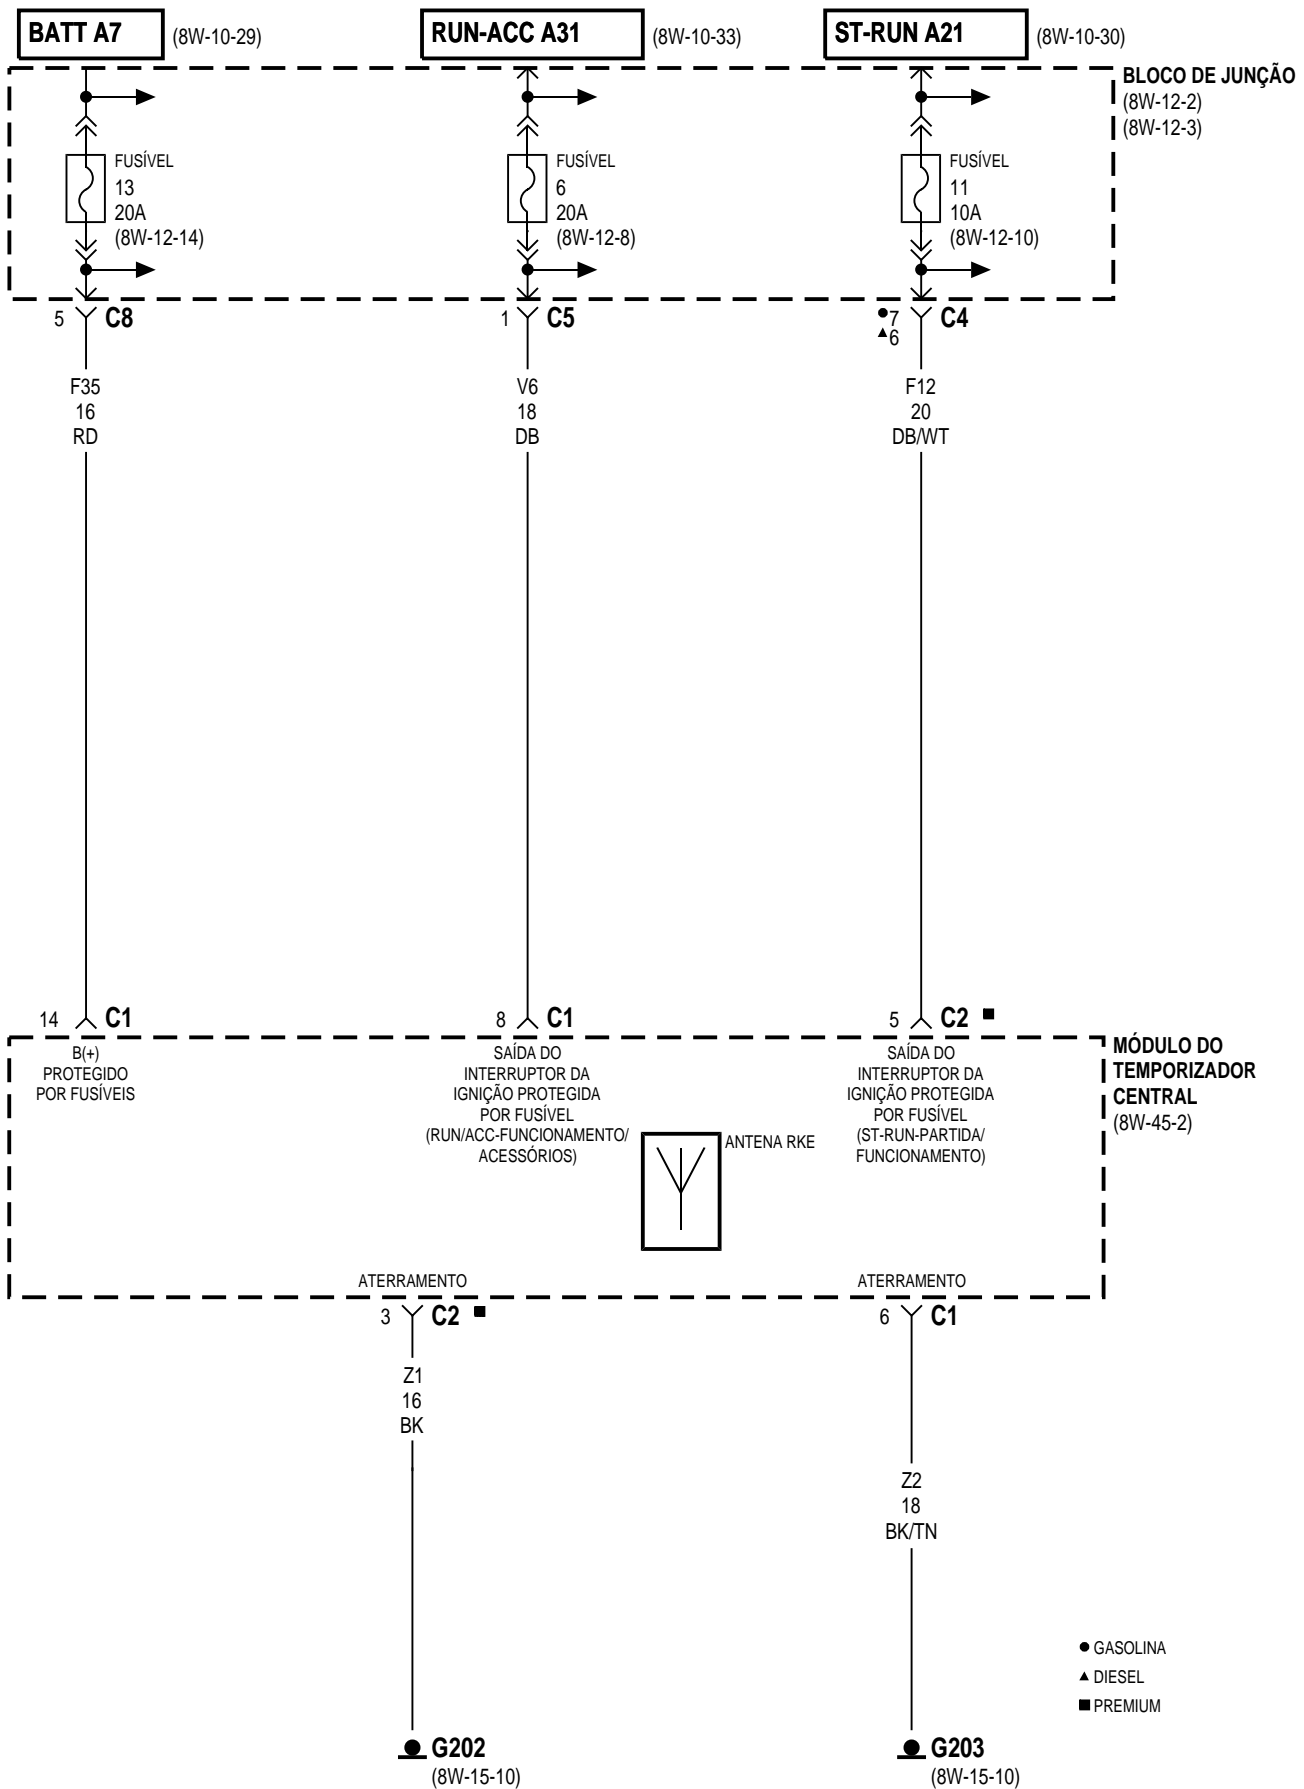 BATT A7 (8W-10-29)
RUN-ACC A31 (8W-10-33)
ST-RUN A21 (8W-10-30)
BLOCO DE JUNÇÃO
(8W-12-2)
(8W-12-3)
FUSÍVEL
13
20A
(8W-12-14)
FUSÍVEL
6
20A
(8W-12-8)
FUSÍVEL
11
10A
(8W-12-10)
5 C8
1 C5
●7 C4
▲6
F35
16
RD
V6
18
DB
F12
20
DB/WT
14 C1
8 C1
5 C2 ■
MÓDULO DO
TEMPORIZADOR
CENTRAL
(8W-45-2)
B(+)
PROTEGIDO
POR FUSÍVEIS
SAÍDA DO
INTERRUPTOR DA
IGNIÇÃO PROTEGIDA
POR FUSÍVEL
(RUN/ACC-FUNCIONAMENTO/
ACESSÓRIOS)
ANTENA RKE
SAÍDA DO
INTERRUPTOR DA
IGNIÇÃO PROTEGIDA
POR FUSÍVEL
(ST-RUN-PARTIDA/
FUNCIONAMENTO)
ATERRAMENTO
ATERRAMENTO
3 C2 ■
6 C1
Z1
16
BK
Z2
18
BK/TN
● GASOLINA
▲ DIESEL
■ PREMIUM
G202
(8W-15-10)
G203
(8W-15-10)